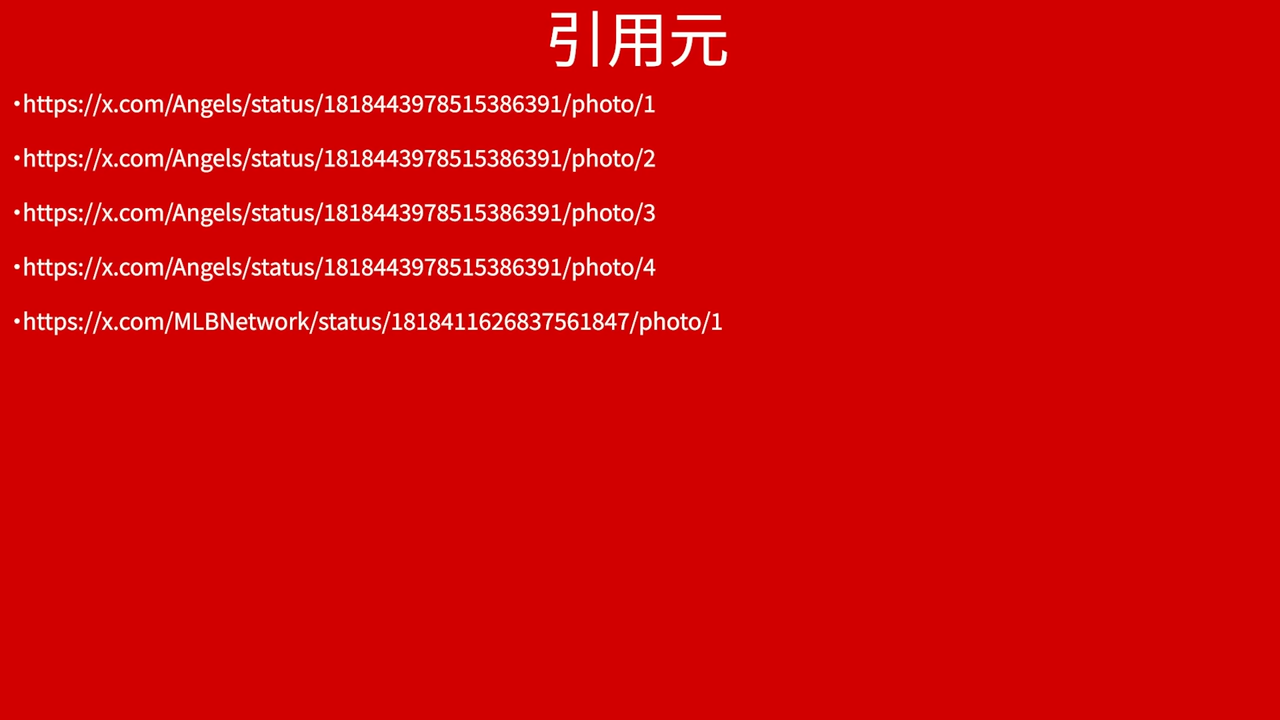 引用元
・https://x.com/Angels/status/1818443978515386391/photo/1
・https://x.com/Angels/status/1818443978515386391/photo/2
・https://x.com/Angels/status/1818443978515386391/photo/3
・https://x.com/Angels/status/1818443978515386391/photo/4
・https://x.com/MLBNetwork/status/1818411626837561847/photo/1